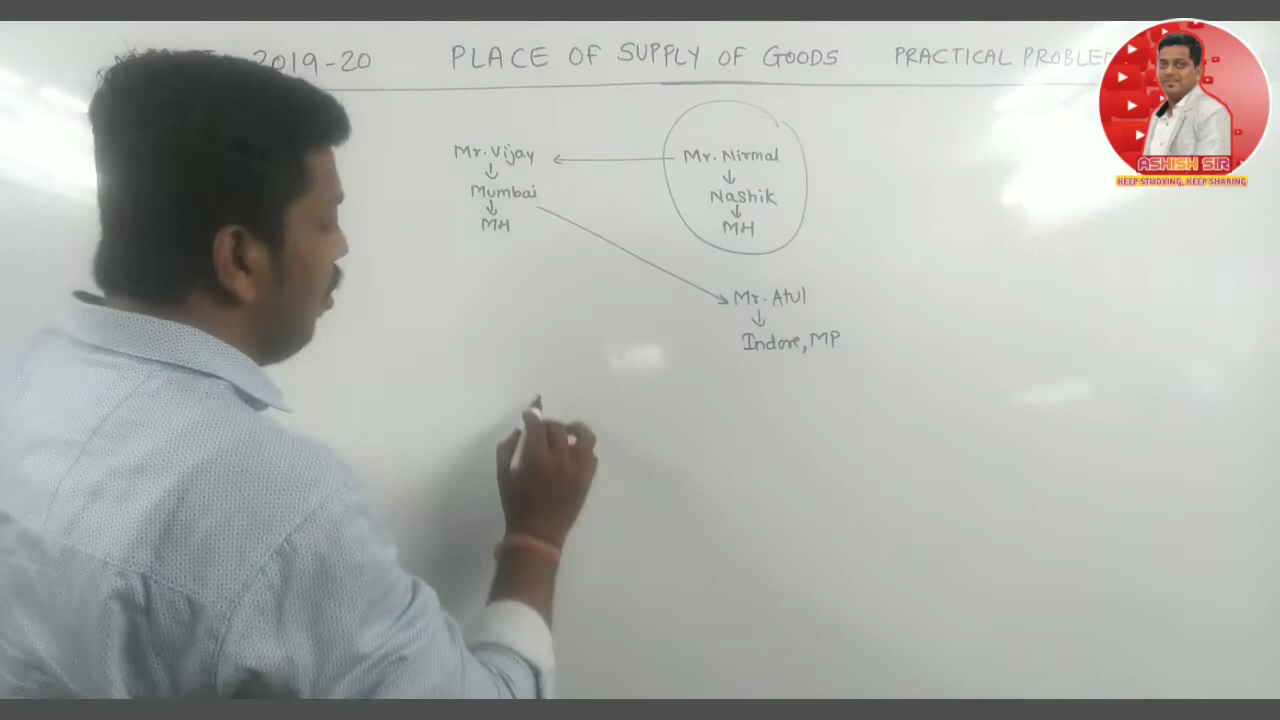 2019-20 PLACE OF SUPPLY OF GOODS PRACTICAL
Mr. Vijay
Mumbai
MH
Mr. Nirmal
Nashik
MH
Mr. Atul
Indore, MP
ASHISH SIR
KEEP STUDYING, KEEP SHARING